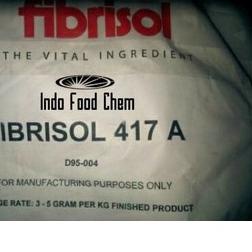 fibrisol
THE VITAL INGREDIENT
Indo Food Chem
IBRISOL 417 A
D95-004
FOR MANUFACTURING PURPOSES ONLY
GE RATE: 3 - 5 GRAM PER KG FINISHED PRODUCT